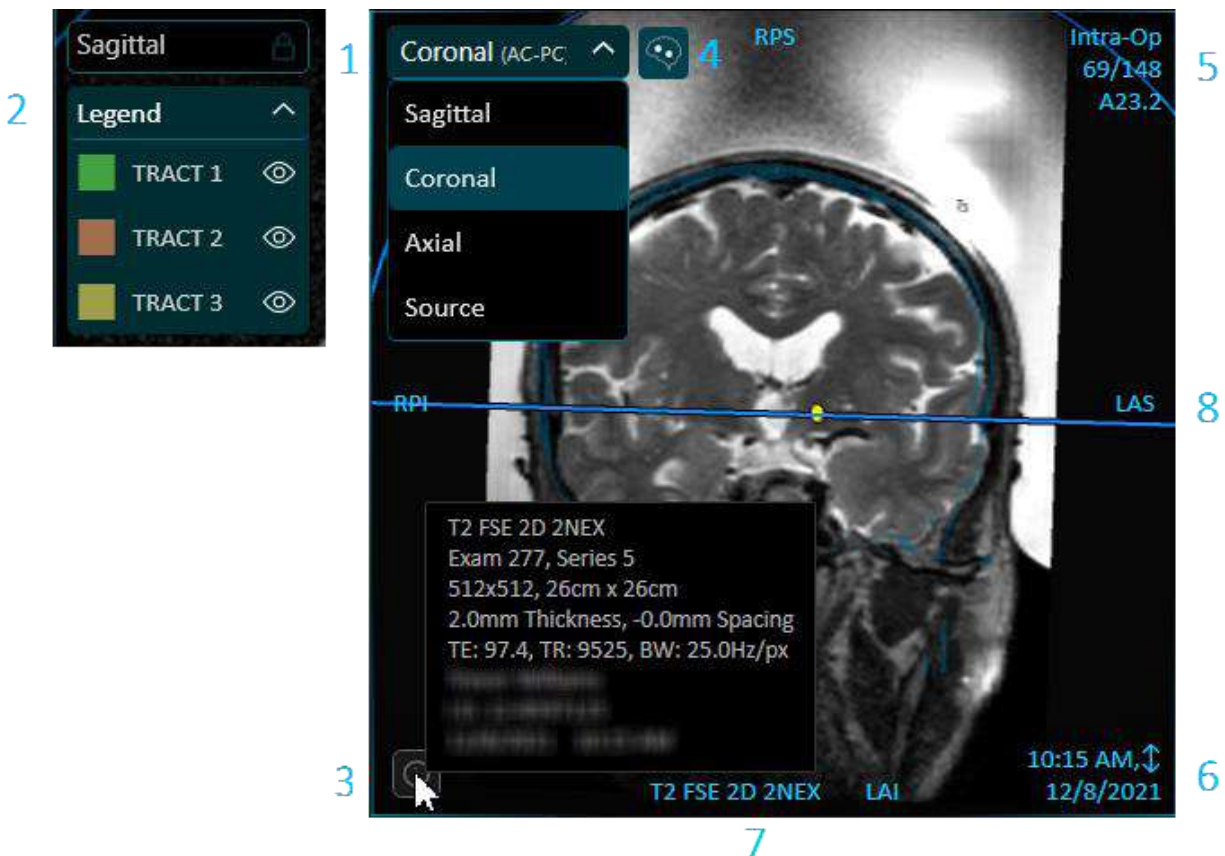 Sagittal
2
Legend
TRACT 1
TRACT 2
TRACT 3
1
Coronal (AC-PC
4
RPS
Intra-Op
69/148
A23.2
5
Sagittal
Coronal
Axial
Source
RPI
LAS
8
T2 FSE 2D 2NEX
Exam 277, Series 5
512x512, 26cm x 26cm
2.0mm Thickness, -0.0mm Spacing
TE: 97.4, TR: 9525, BW: 25.0Hz/px
3
10:15 AM,
12/8/2021
6
T2 FSE 2D 2NEX
LAI
7